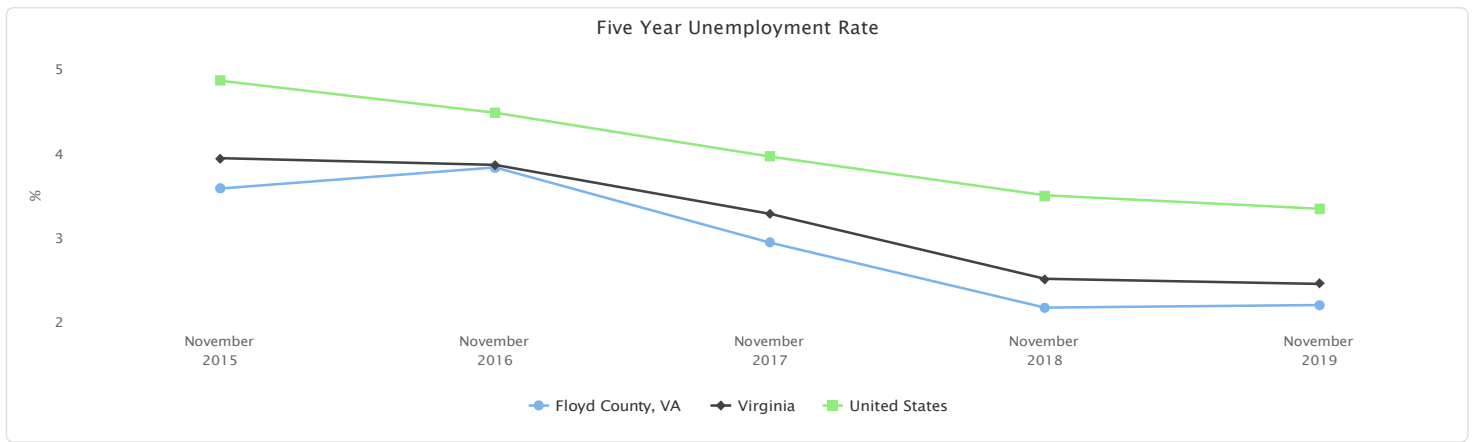 Five Year Unemployment Rate
5
4
3
2
%
November
2015
November
2016
November
2017
November
2018
November
2019
Floyd County, VA
Virginia
United States